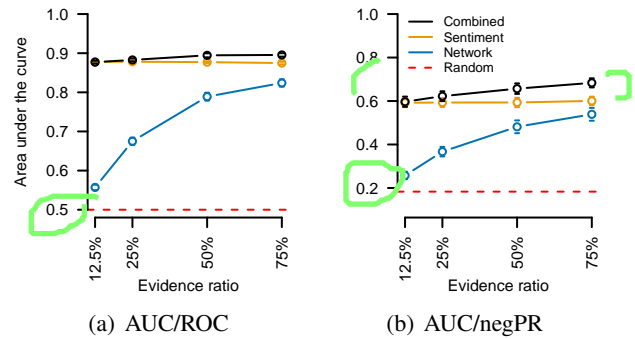 Area under the curve
1.0
0.9
0.8
0.7
0.6
0.5
12.5%
25%
50%
75%
Evidence ratio
(a) AUC/ROC
1.0
0.8
0.6
0.4
0.2
Combined
Sentiment
Network
Random
12.5%
25%
50%
75%
Evidence ratio
(b) AUC/negPR